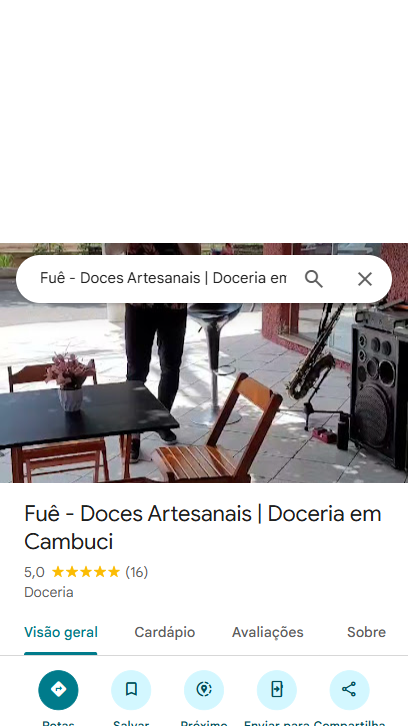 Fuê - Doces Artesanais | Doceria em
Fuê - Doces Artesanais | Doceria em
Cambuci
5,0 (16)
Doceria
Visão geral Cardápio Avaliações Sobre
Rotas Salvar Próximo Enviar para Compartilha